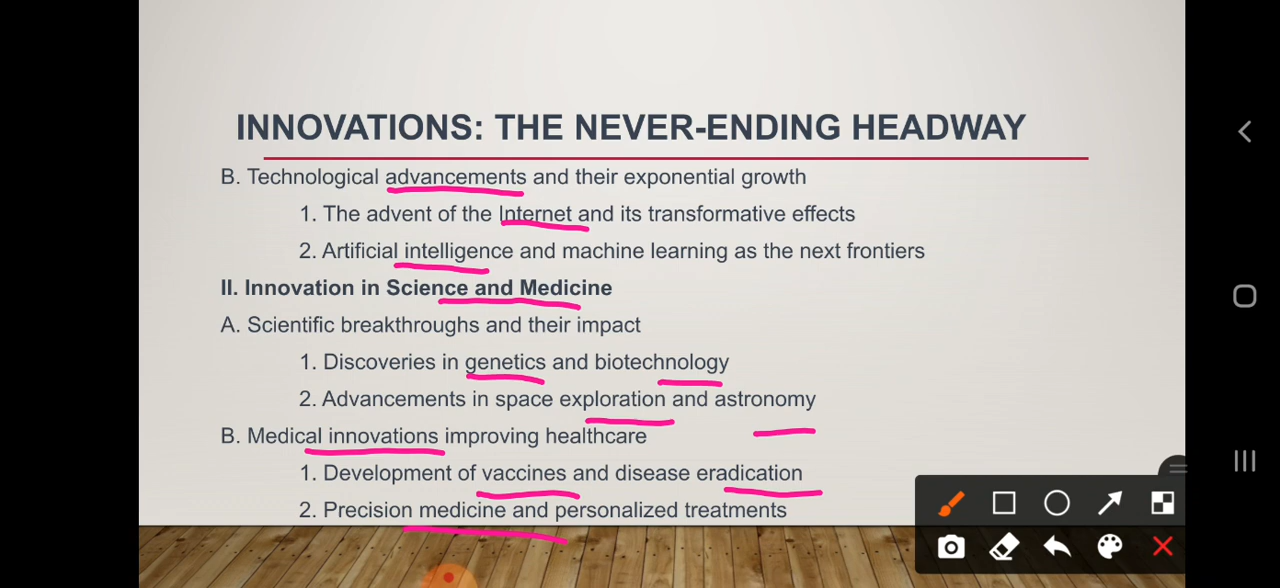 INNOVATIONS: THE NEVER-ENDING HEADWAY
B. Technological advancements and their exponential growth
1. The advent of the Internet and its transformative effects
2. Artificial intelligence and machine learning as the next frontiers
II. Innovation in Science and Medicine
A. Scientific breakthroughs and their impact
1. Discoveries in genetics and biotechnology
2. Advancements in space exploration and astronomy
B. Medical innovations improving healthcare
1. Development of vaccines and disease eradication
2. Precision medicine and personalized treatments